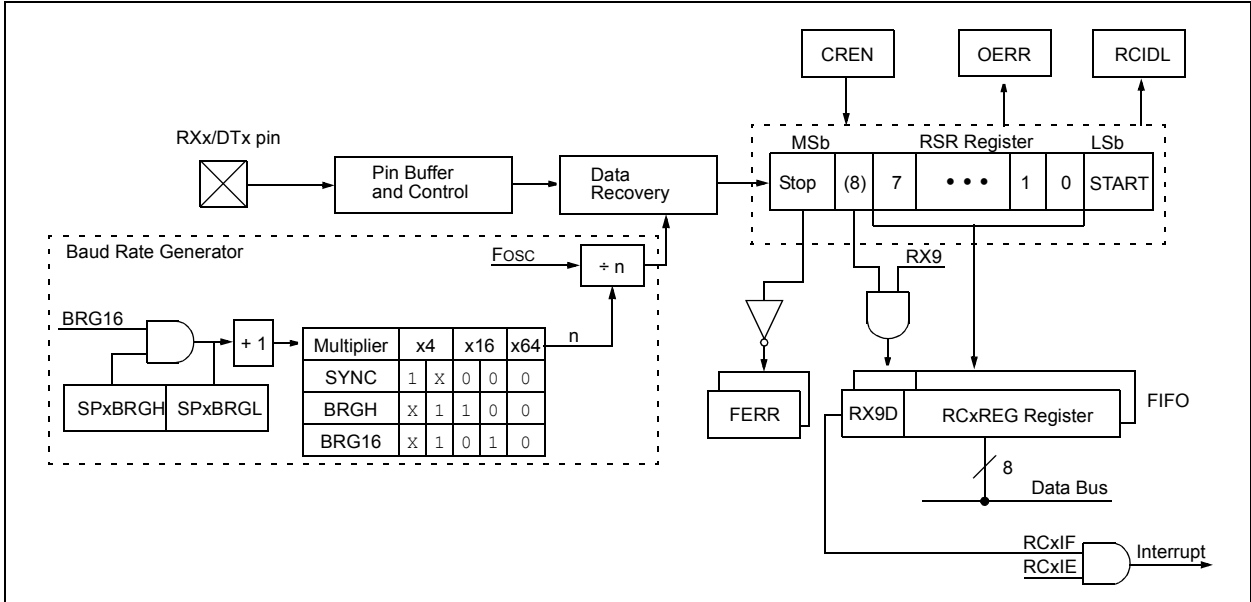 CREN
OERR
RCIDL
RXx/DTx pin
Pin Buffer
and Control
Data
Recovery
MSb
RSR Register
LSb
Stop (8) 7 • • • 1 0 START
Baud Rate Generator
FOSC
÷ n
RX9
BRG16
+ 1
n
Multiplier x4 x16 x64
SYNC 1 X 0 0 0
BRGH X 1 1 0 0
BRG16 X 1 0 1 0
SPxBRGH SPxBRGL
FERR
RX9D
RCxREG Register
FIFO
8
Data Bus
RCxIF
RCxIE
Interrupt